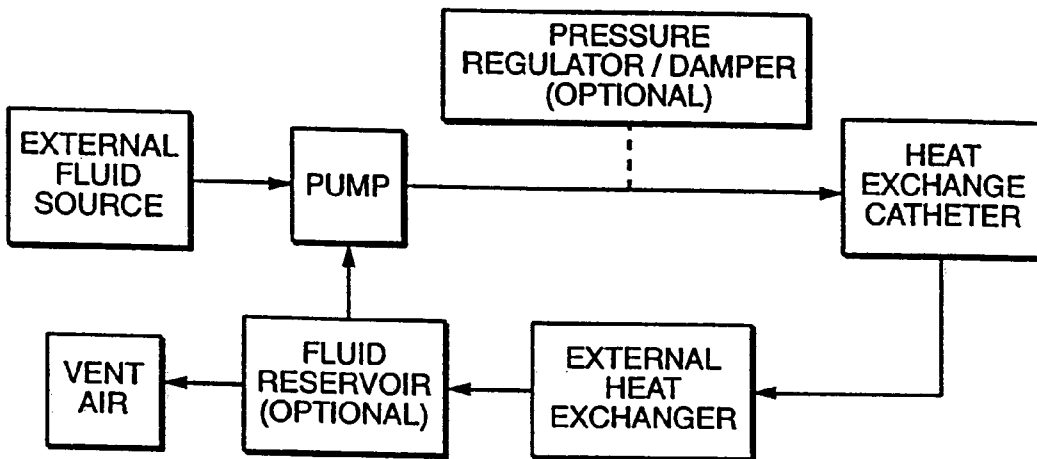 PRESSURE
REGULATOR / DAMPER
(OPTIONAL)
EXTERNAL
FLUID
SOURCE
PUMP
HEAT
EXCHANGE
CATHETER
VENT
AIR
FLUID
RESERVOIR
(OPTIONAL)
EXTERNAL
HEAT
EXCHANGER